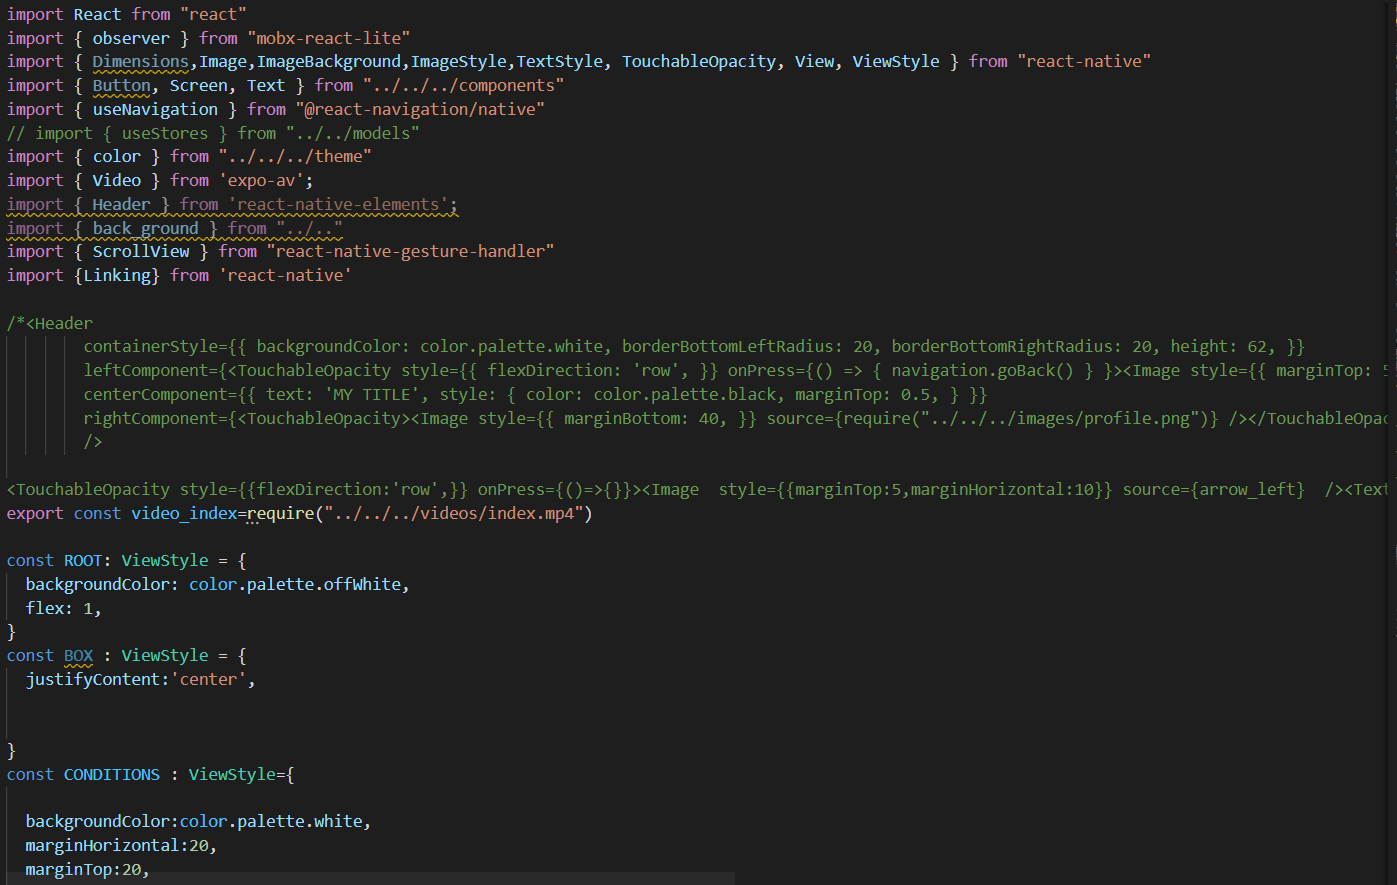 import React from "react"
import { observer } from "mobx-react-lite"
import { Dimensions,Image,ImageBackground,ImageStyle,TextStyle, TouchableOpacity, View, ViewStyle } from "react-native"
import { Button, Screen, Text } from "../../../components"
import { useNavigation } from "@react-navigation/native"
// import { useStores } from "../../models"
import { color } from "../../../theme"
import { Video } from 'expo-av';
import { Header } from 'react-native-elements';
import { back_ground } from "../.."
import { ScrollView } from "react-native-gesture-handler"
import {Linking} from 'react-native'

/*<Header
        containerStyle={{ backgroundColor: color.palette.white, borderBottomLeftRadius: 20, borderBottomRightRadius: 20, height: 62, }}
        leftComponent={<TouchableOpacity style={{ flexDirection: 'row', }} onPress={() => { navigation.goBack() } }><Image style={{ marginTop: 5
        centerComponent={{ text: 'MY TITLE', style: { color: color.palette.black, marginTop: 0.5, } }}
        rightComponent={<TouchableOpacity><Image style={{ marginBottom: 40, }} source={require("../../../images/profile.png")} /></TouchableOpac
        />

<TouchableOpacity style={{flexDirection:'row',}} onPress={()=>{}}><Image  style={{marginTop:5,marginHorizontal:10}} source={arrow_left}  /><Text
export const video_index=require("../../../videos/index.mp4")

const ROOT: ViewStyle = {
  backgroundColor: color.palette.offWhite,
  flex: 1,
}
const BOX : ViewStyle = {
  justifyContent:'center',


}
const CONDITIONS : ViewStyle={

  backgroundColor:color.palette.white,
  marginHorizontal:20,
  marginTop:20,